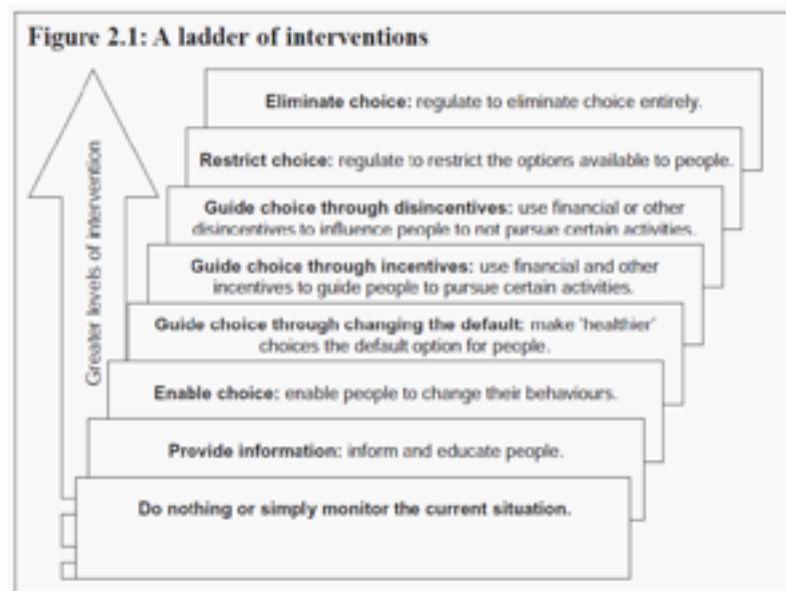 Figure 2.1: A ladder of interventions
Greater levels of intervention
Eliminate choice: regulate to eliminate choice entirely.
Restrict choice: regulate to restrict the options available to people.
Guide choice through disincentives: use financial or other
disincentives to influence people to not pursue certain activities.
Guide choice through incentives: use financial and other
incentives to guide people to pursue certain activities.
Guide choice through changing the default: make 'healthier'
choices the default option for people.
Enable choice: enable people to change their behaviours.
Provide information: inform and educate people.
Do nothing or simply monitor the current situation.